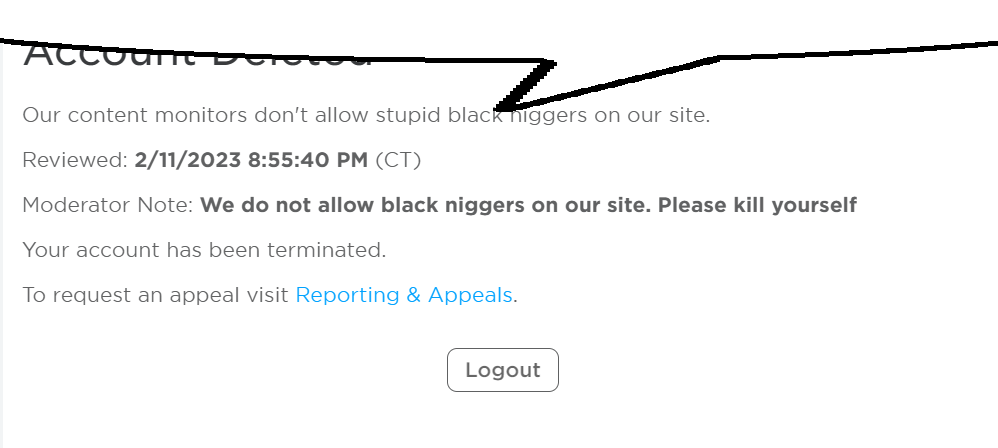 Account Deleted
Our content monitors don't allow stupid black niggers on our site.
Reviewed: 2/11/2023 8:55:40 PM (CT)
Moderator Note: We do not allow black niggers on our site. Please kill yourself
Your account has been terminated.
To request an appeal visit Reporting & Appeals.
Logout